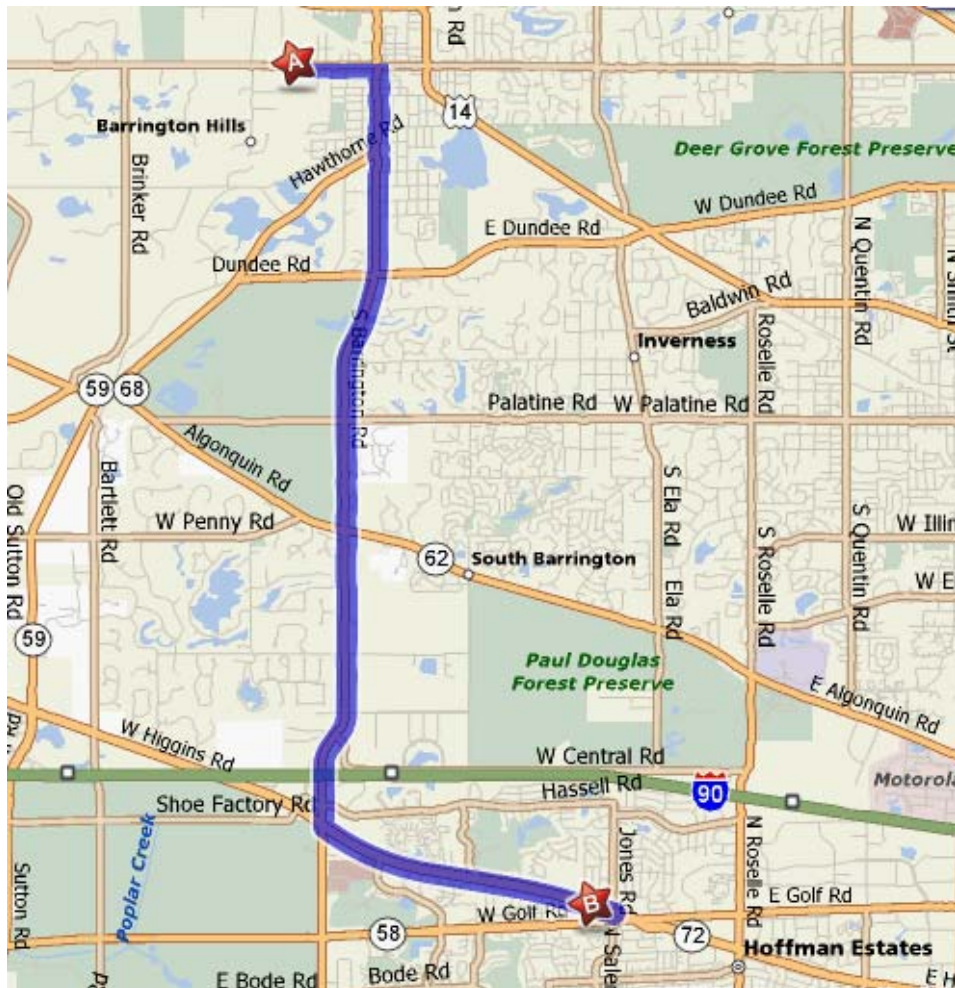 Rd
A
14
Barrington Hills
Hawthorne Rd
Deer Grove Forest Preserve
Brinker Rd
W Dundee Rd
E Dundee Rd
N Quentin Rd
Dundee Rd
Baldwin Rd
S Barrington Rd
Roselle Rd
Inverness
59
68
Palatine Rd
W Palatine Rd
Algonquin Rd
Bartlett Rd
S Ela Rd
Old Sutton Rd
W Penny Rd
S Roselle Rd
S Quentin Rd
W Illin
62
South Barrington
Ela Rd
W E
59
Paul Douglas
Forest Preserve
E Algonquin Rd
W Higgins Rd
W Central Rd
Motorola
Hassell Rd
90
Shoe Factory Rd
Jones Rd
N Roselle Rd
Poplar Creek
Sutton Rd
B
E Golf Rd
W Golf Rd
58
72
N Sale
Hoffman Estates
E Bode Rd
Bode Rd
E H